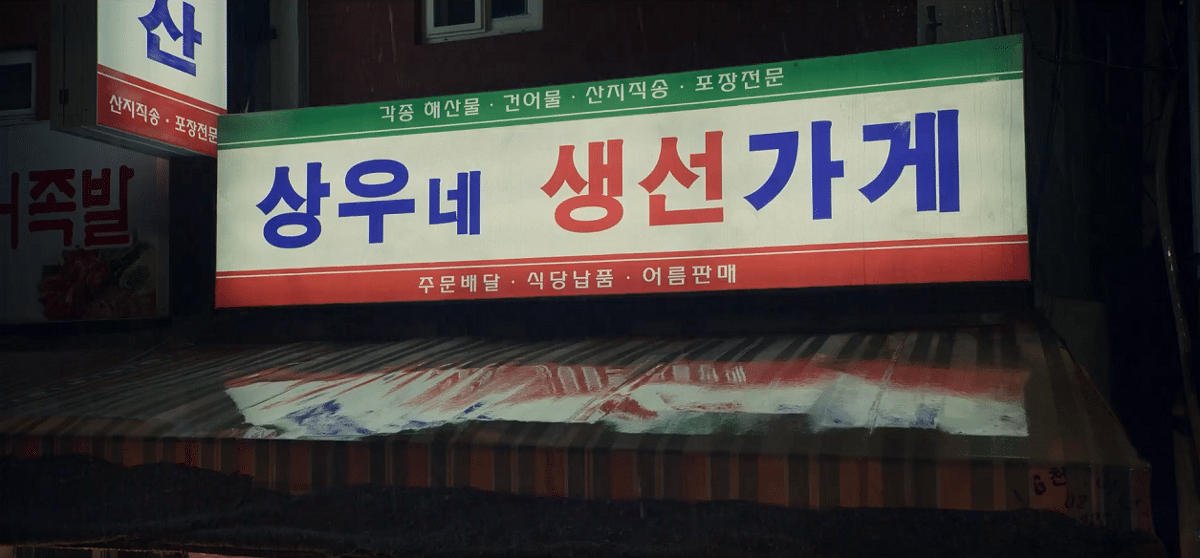 산
산지직송 · 포장전문
족발
각종 해산물 · 건어물 · 산지직송 · 포장전문
상우네 생선가게
주문배달 · 식당납품 · 어름판매